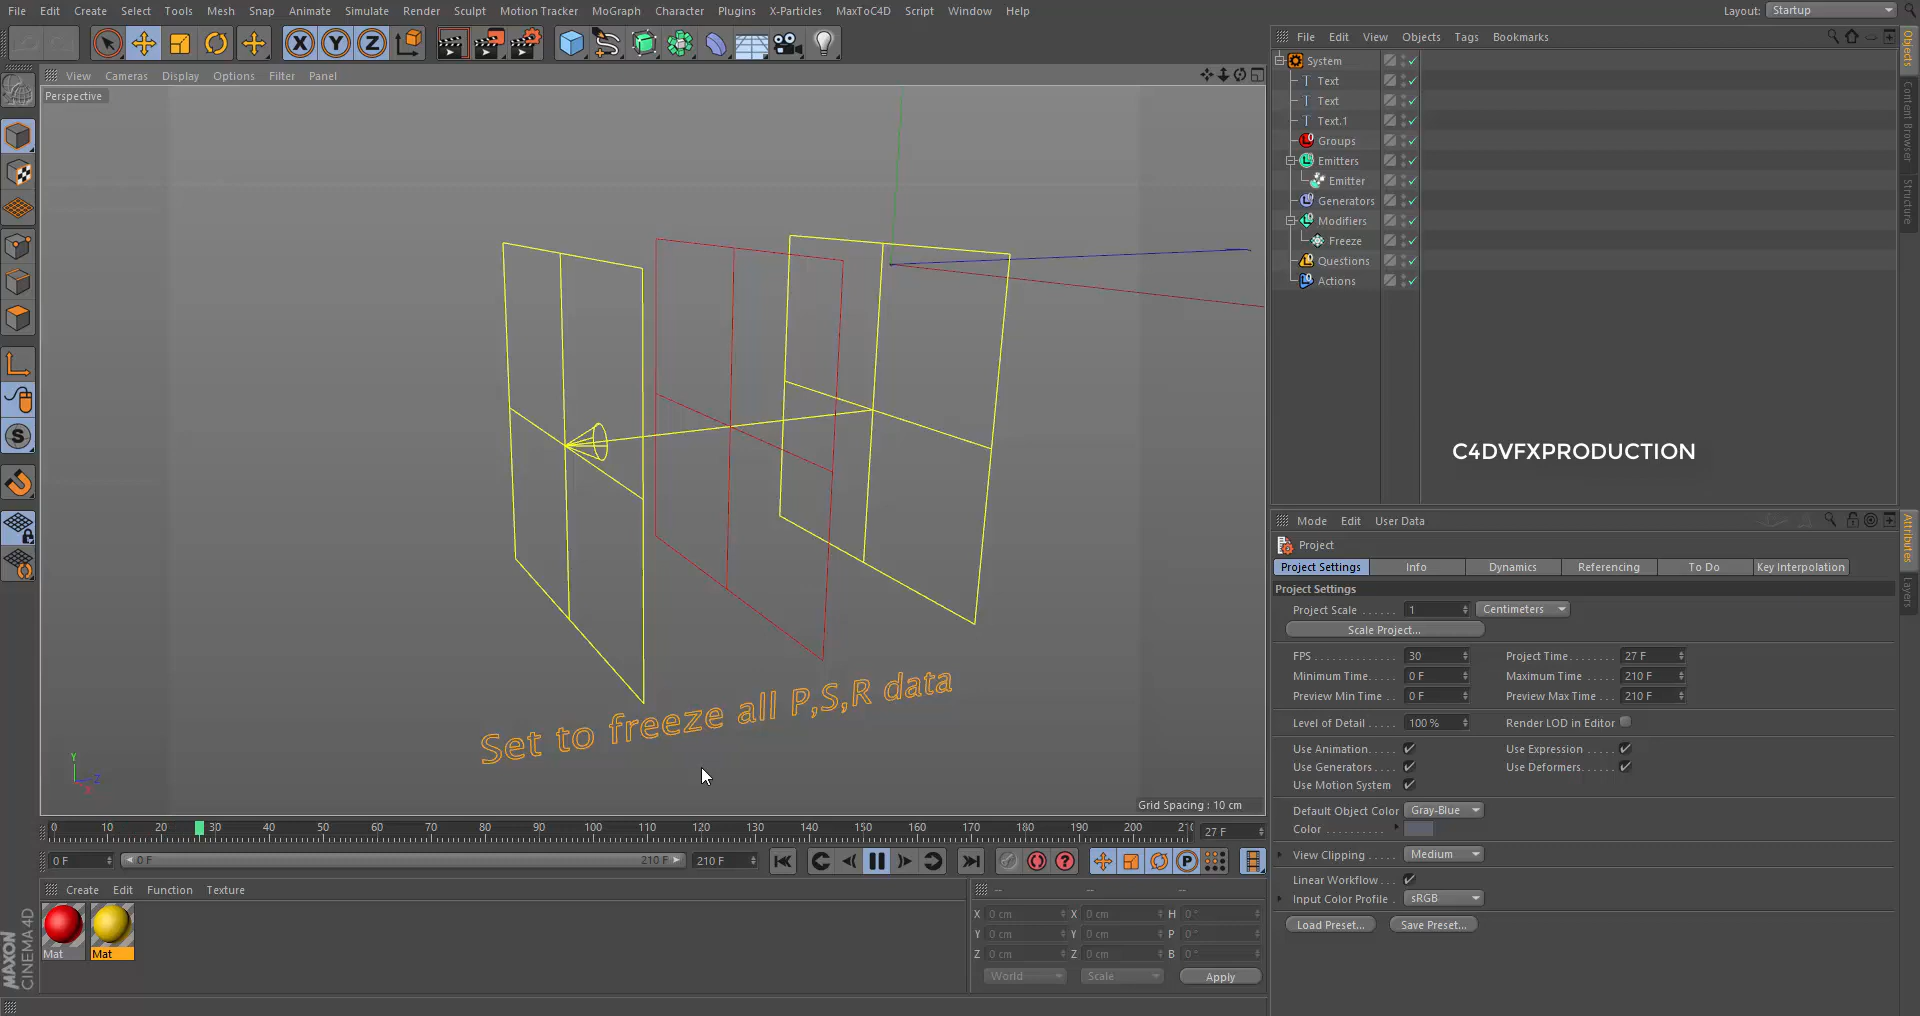 File Edit Create Select Tools Mesh Snap Animate Simulate Render Sculpt Motion Tracker MoGraph Character Plugins X-Particles MaxToC4D Script Window Help
Layout: Startup
X Y Z
View Cameras Display Options Filter Panel
Perspective
Set to freeze all P,S,R data
Y
Z
X
Grid Spacing : 10 cm
File Edit View Objects Tags Bookmarks
System
Text
Text
Text.1
Groups
Emitters
Emitter
Generators
Modifiers
Freeze
Questions
Actions
C4DVFXPRODUCTION
Objects
Content Browser
Structure
Attributes
Layers
Mode Edit User Data
Project
Project Settings Info Dynamics Referencing To Do Key Interpolation
Project Settings
Project Scale . . . . . . 1 Centimeters
Scale Project...
FPS 30 Project Time 27 F
Minimum Time 0 F Maximum Time 210 F
Preview Min Time 0 F Preview Max Time 210 F
Level of Detail 100 % Render LOD in Editor
Use Animation Use Expression
Use Generators Use Deformers
Use Motion System
Default Object Color Gray-Blue
Color
View Clipping Medium
Linear Workflow
Input Color Profile sRGB
Load Preset... Save Preset...
0 10 20 30 40 50 60 70 80 90 100 110 120 130 140 150 160 170 180 190 200 27 F
0 F 0 F 210 F 210 F
Create Edit Function Texture
Mat Mat
-- -- --
X 0 cm X 0 cm H 0 °
Y 0 cm Y 0 cm P 0 °
Z 0 cm Z 0 cm B 0 °
World Scale Apply
MAXON
CINEMA 4D